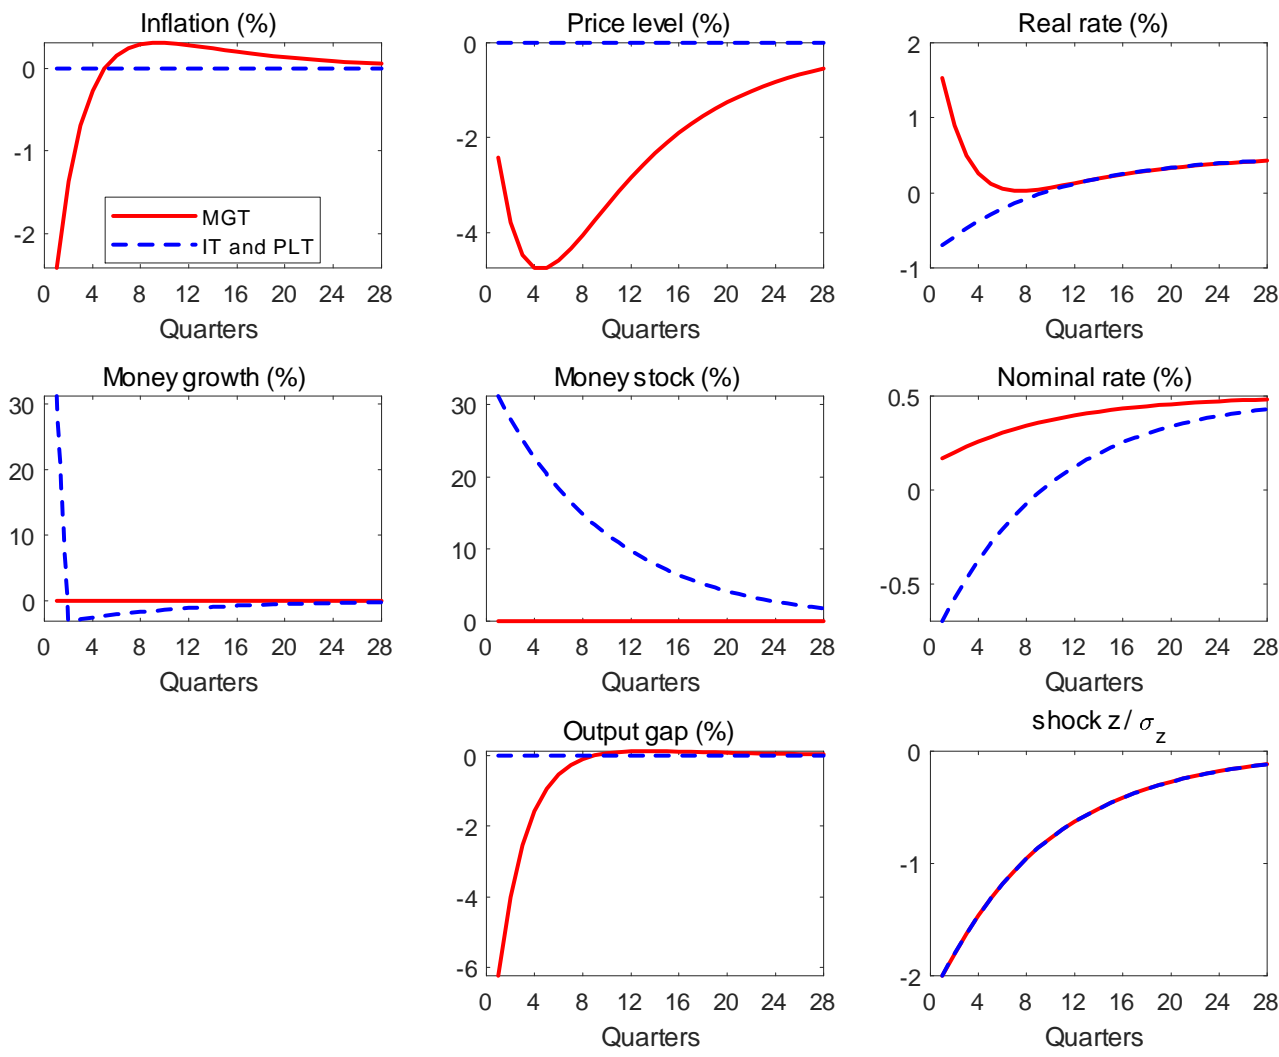 Inflation (%)
0
-1
-2
MGT
IT and PLT
0 4 8 12 16 20 24 28
Quarters
Price level (%)
0
-2
-4
0 4 8 12 16 20 24 28
Quarters
Real rate (%)
2
1
0
-1
0 4 8 12 16 20 24 28
Quarters
Money growth (%)
30
20
10
0
0 4 8 12 16 20 24 28
Quarters
Money stock (%)
30
20
10
0
0 4 8 12 16 20 24 28
Quarters
Nominal rate (%)
0.5
0
-0.5
0 4 8 12 16 20 24 28
Quarters
Output gap (%)
0
-2
-4
-6
0 4 8 12 16 20 24 28
Quarters
shock z / σ_z
0
-1
-2
0 4 8 12 16 20 24 28
Quarters